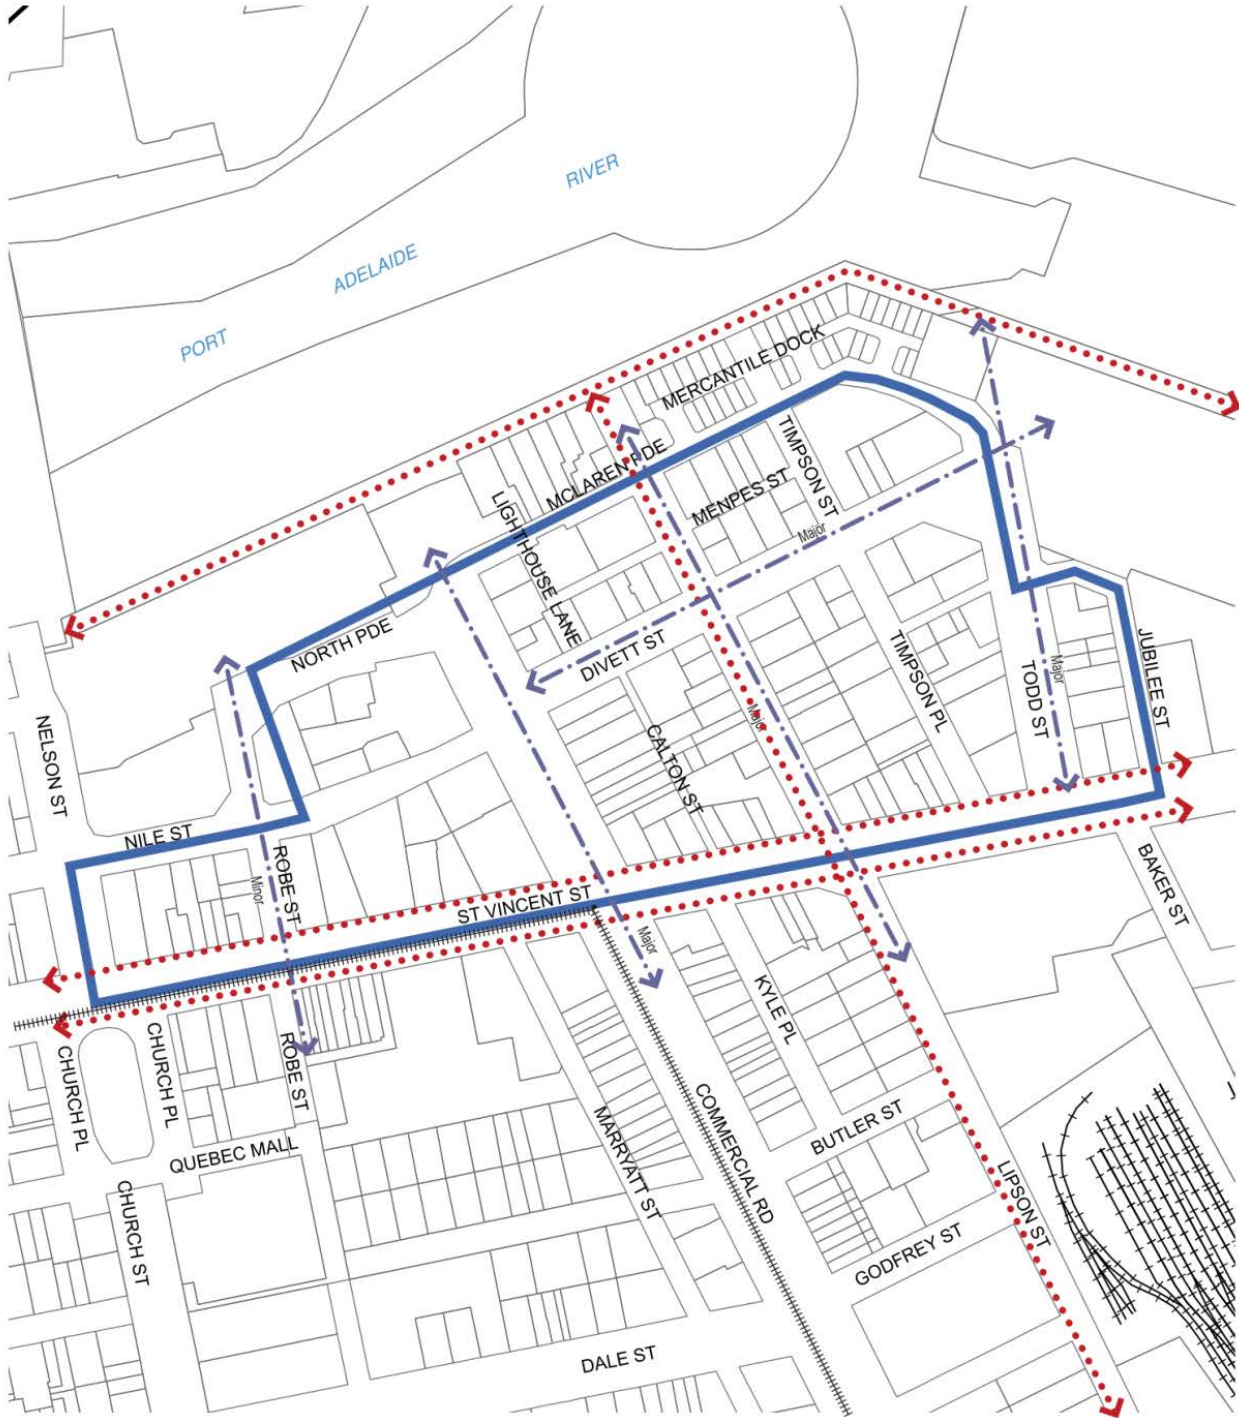 RIVER
ADELAIDE
PORT
MERCANTILE DOCK
TIMPSON ST
MCLAREN PDE
MENPES ST
LIGHTHOUSE LANE
Major
NORTH PDE
DIVETT ST
TIMPSON PL
JUBILEE ST
Major
TODD ST
NELSON ST
Major
CALTON ST
NILE ST
ROBE ST
Minor
ST VINCENT ST
BAKER ST
Major
KYLE PL
CHURCH PL
CHURCH PL
ROBE ST
COMMERCIAL RD
BUTLER ST
MARRYATT ST
QUEBEC MALL
CHURCH ST
LIPSON ST
GODFREY ST
DALE ST